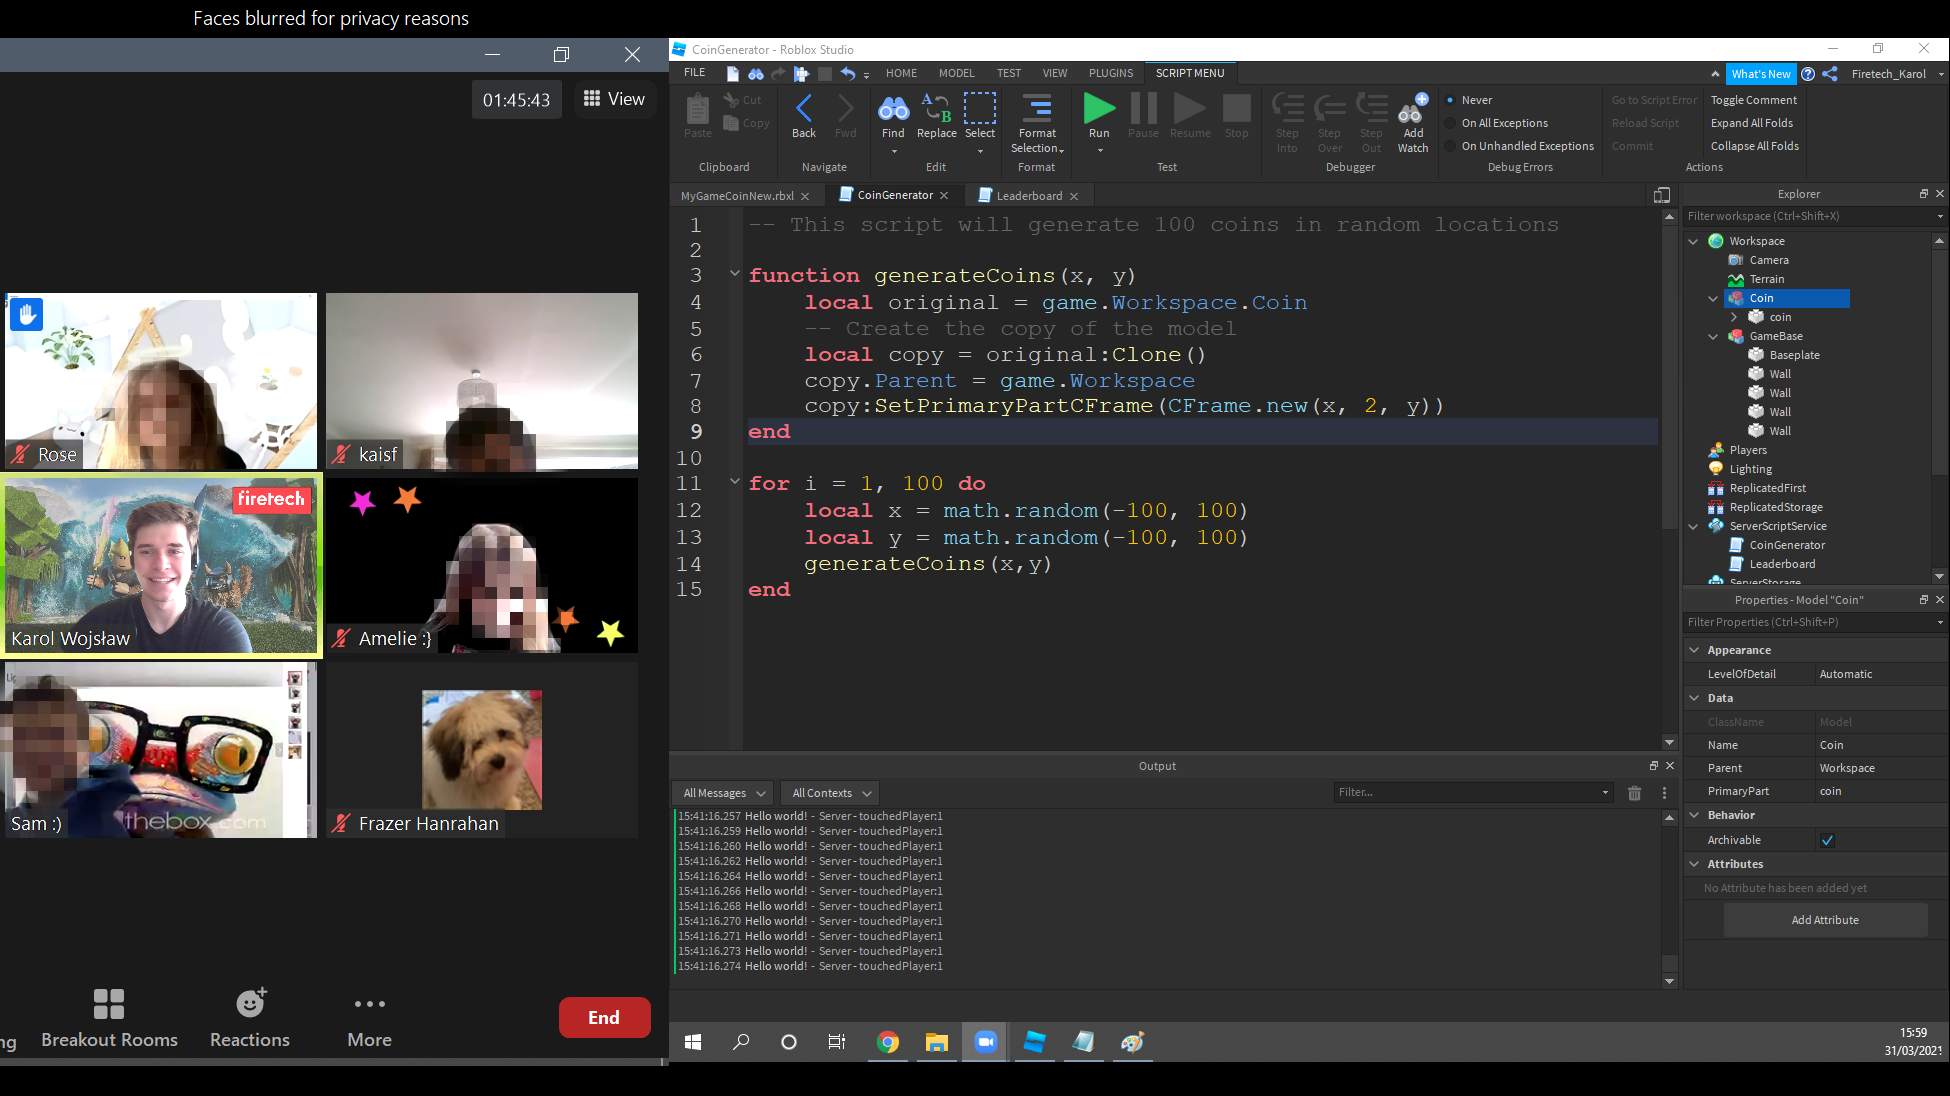 Faces blurred for privacy reasons
01:45:43
View
Rose
kaisf
firetech
Karol Wojsław
Amelie :}
thebox.com
Sam :)
Frazer Hanrahan
ng
Breakout Rooms
Reactions
More
End
CoinGenerator - Roblox Studio
FILE
HOME
MODEL
TEST
VIEW
PLUGINS
SCRIPT MENU
What's New
Firetech_Karol
Paste
Cut
Copy
Clipboard
Back
Fwd
Navigate
Find
Replace
Select
Edit
Format
Selection
Format
Run
Pause
Resume
Stop
Test
Step
Into
Step
Over
Step
Out
Add
Watch
Debugger
Never
On All Exceptions
On Unhandled Exceptions
Debug Errors
Go to Script Error
Reload Script
Commit
Toggle Comment
Expand All Folds
Collapse All Folds
Actions
MyGameCoinNew.rbxl
CoinGenerator
Leaderboard
1 -- This script will generate 100 coins in random locations
2
3 function generateCoins(x, y)
4 local original = game.Workspace.Coin
5 -- Create the copy of the model
6 local copy = original:Clone()
7 copy.Parent = game.Workspace
8 copy:SetPrimaryPartCFrame(CFrame.new(x, 2, y))
9 end
10
11 for i = 1, 100 do
12 local x = math.random(-100, 100)
13 local y = math.random(-100, 100)
14 generateCoins(x,y)
15 end
Output
All Messages
All Contexts
Filter...
15:41:16.257 Hello world! - Server - touchedPlayer:1
15:41:16.259 Hello world! - Server - touchedPlayer:1
15:41:16.260 Hello world! - Server - touchedPlayer:1
15:41:16.262 Hello world! - Server - touchedPlayer:1
15:41:16.264 Hello world! - Server - touchedPlayer:1
15:41:16.266 Hello world! - Server - touchedPlayer:1
15:41:16.268 Hello world! - Server - touchedPlayer:1
15:41:16.270 Hello world! - Server - touchedPlayer:1
15:41:16.271 Hello world! - Server - touchedPlayer:1
15:41:16.273 Hello world! - Server - touchedPlayer:1
15:41:16.274 Hello world! - Server - touchedPlayer:1
Explorer
Filter workspace (Ctrl+Shift+X)
Workspace
Camera
Terrain
Coin
coin
GameBase
Baseplate
Wall
Wall
Wall
Wall
Players
Lighting
ReplicatedFirst
ReplicatedStorage
ServerScriptService
CoinGenerator
Leaderboard
ServerStorage
Properties - Model "Coin"
Filter Properties (Ctrl+Shift+P)
Appearance
LevelOfDetail Automatic
Data
ClassName Model
Name Coin
Parent Workspace
PrimaryPart coin
Behavior
Archivable
Attributes
No Attribute has been added yet
Add Attribute
15:59
31/03/2021